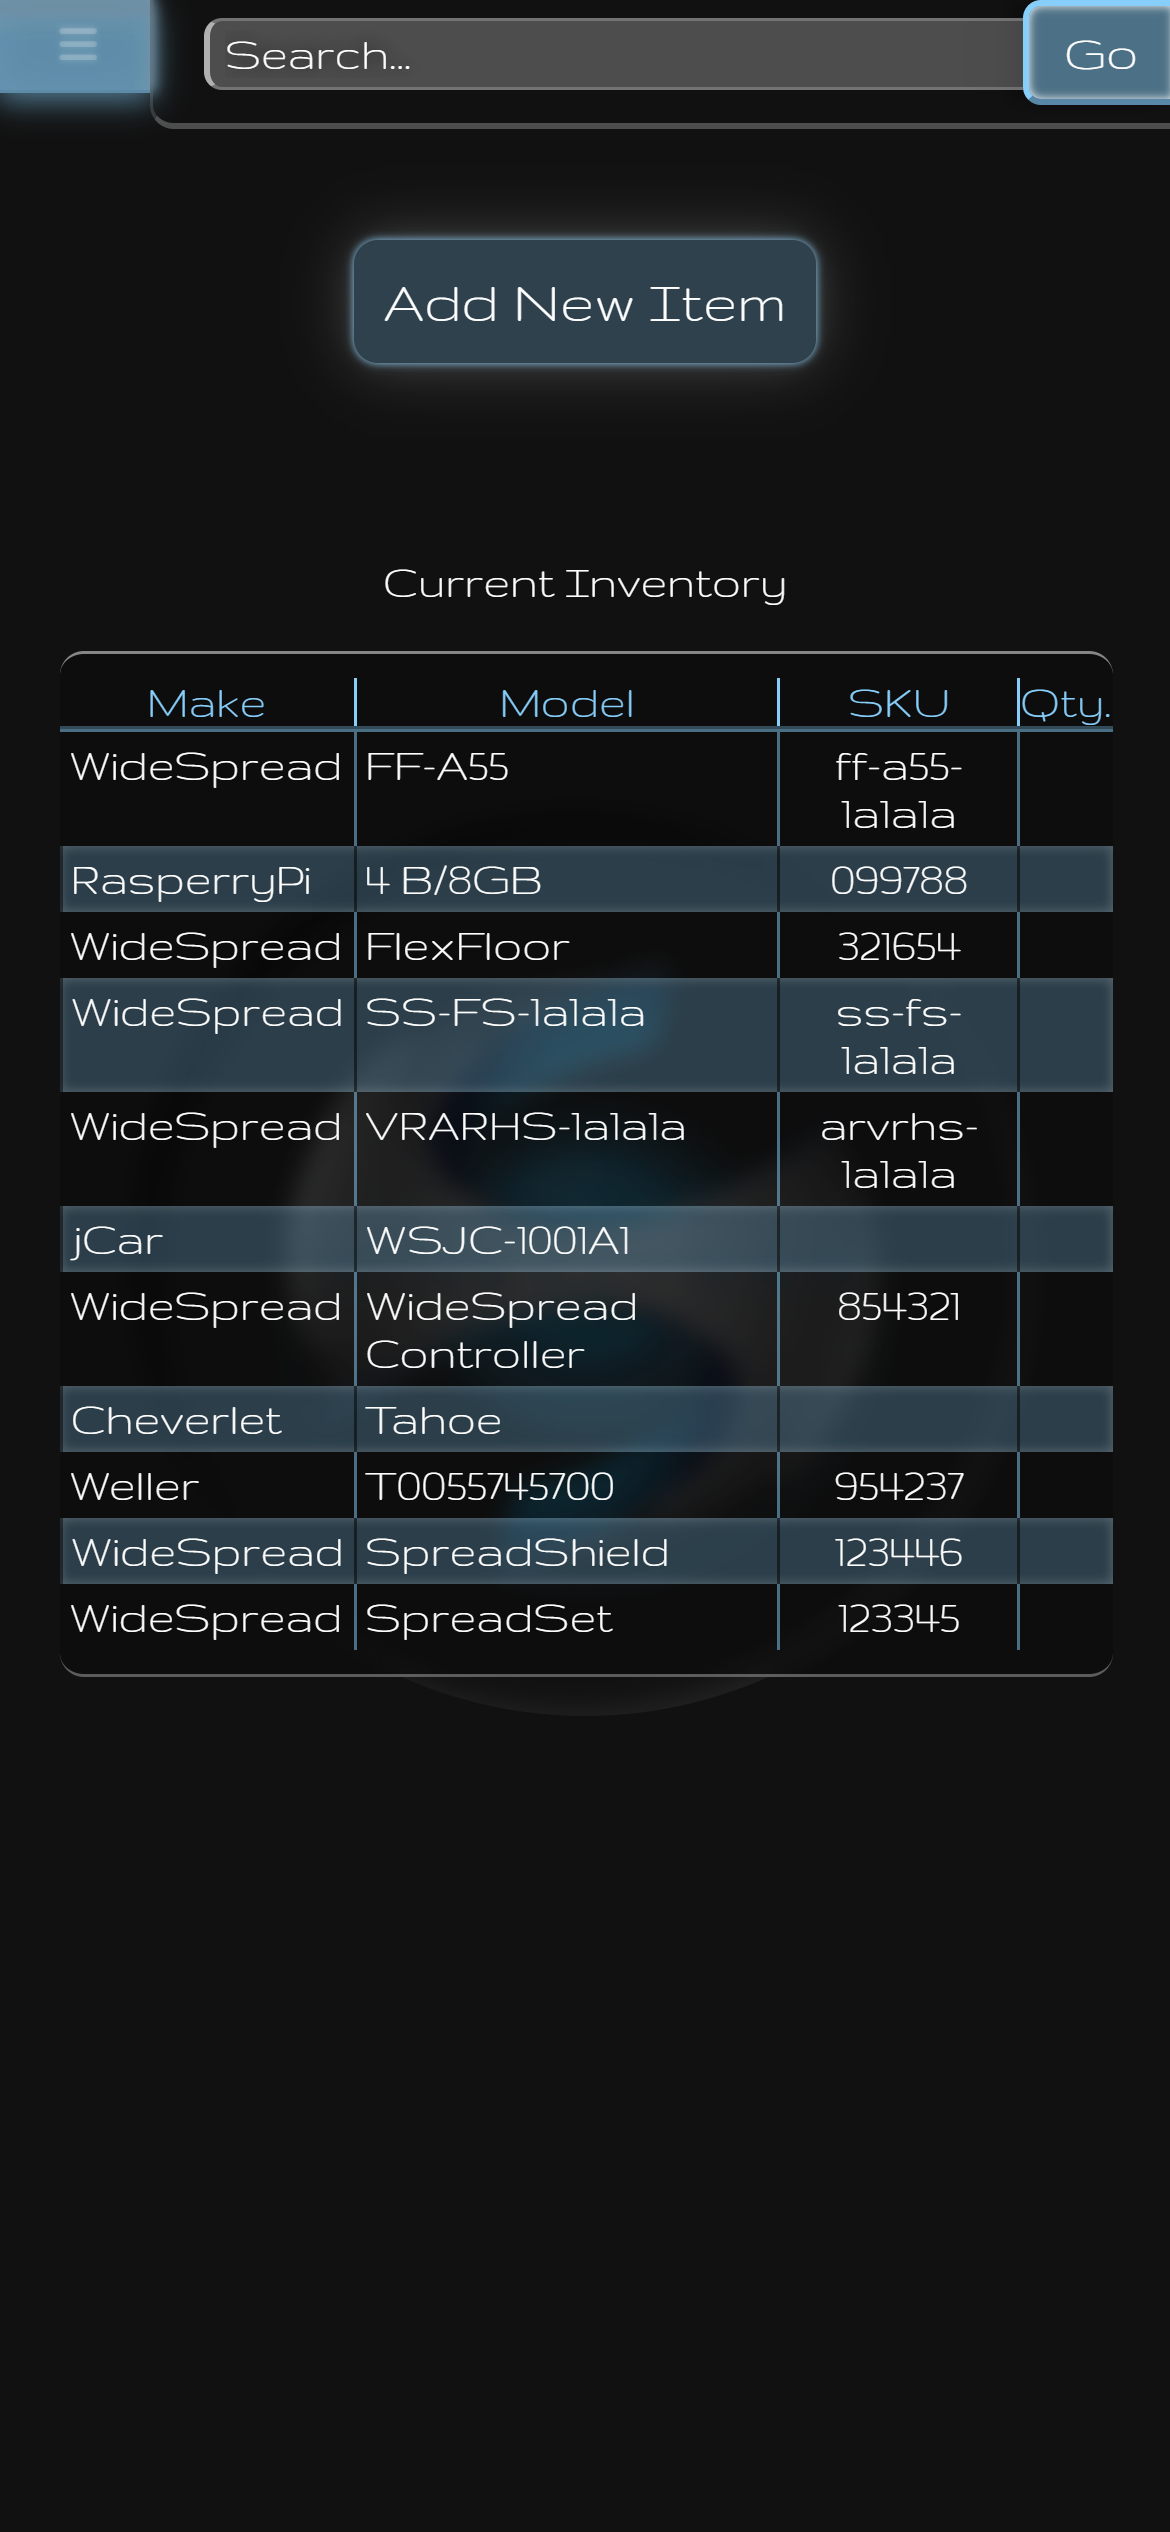 Search...
Go
Add New Item
Current Inventory
Make Model SKU Qty.
WideSpread FF-A55 ff-a55-
lalala
RasperryPi 4 B/8GB 099788
WideSpread FlexFloor 321654
WideSpread SS-FS-lalala ss-fs-
lalala
WideSpread VRARHS-lalala arvrhs-
lalala
jCar WSJC-1001A1
WideSpread WideSpread 854321
Controller
Cheverlet Tahoe
Weller T0055745700 954237
WideSpread SpreadShield 123446
WideSpread SpreadSet 123345